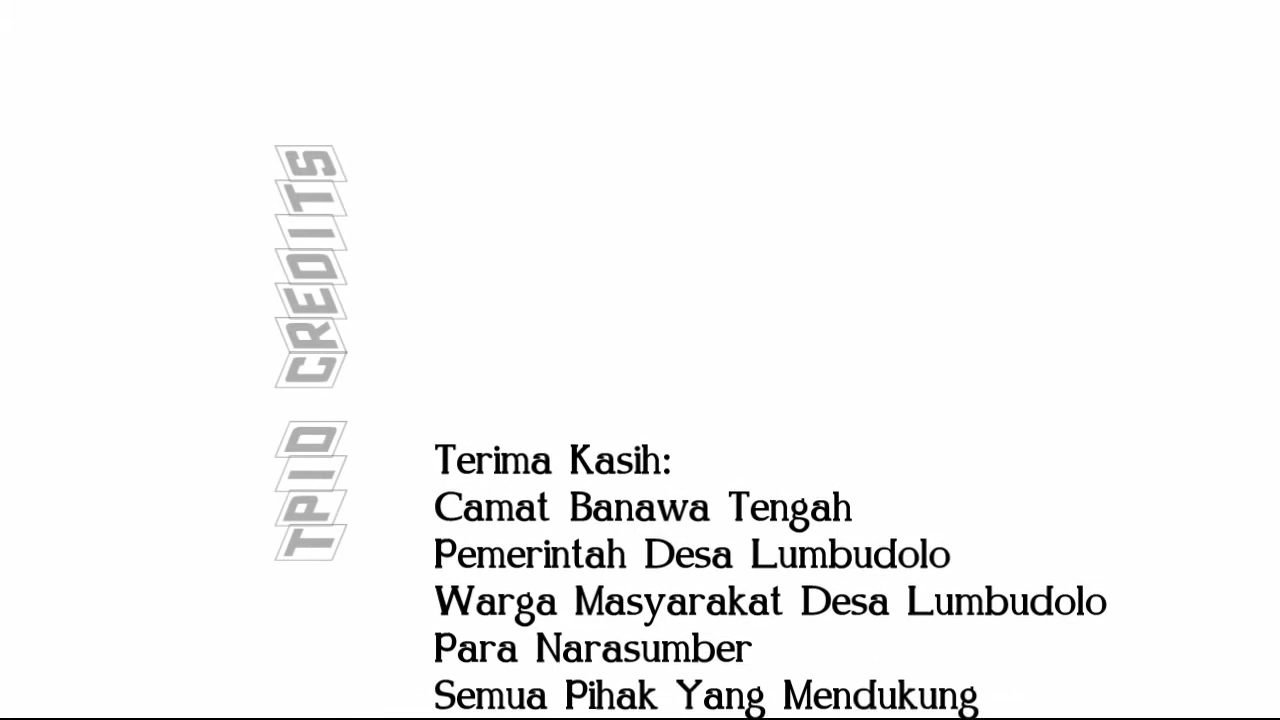 TPID CREDITS
Terima Kasih:
Camat Banawa Tengah
Pemerintah Desa Lumbudolo
Warga Masyarakat Desa Lumbudolo
Para Narasumber
Semua Pihak Yang Mendukung